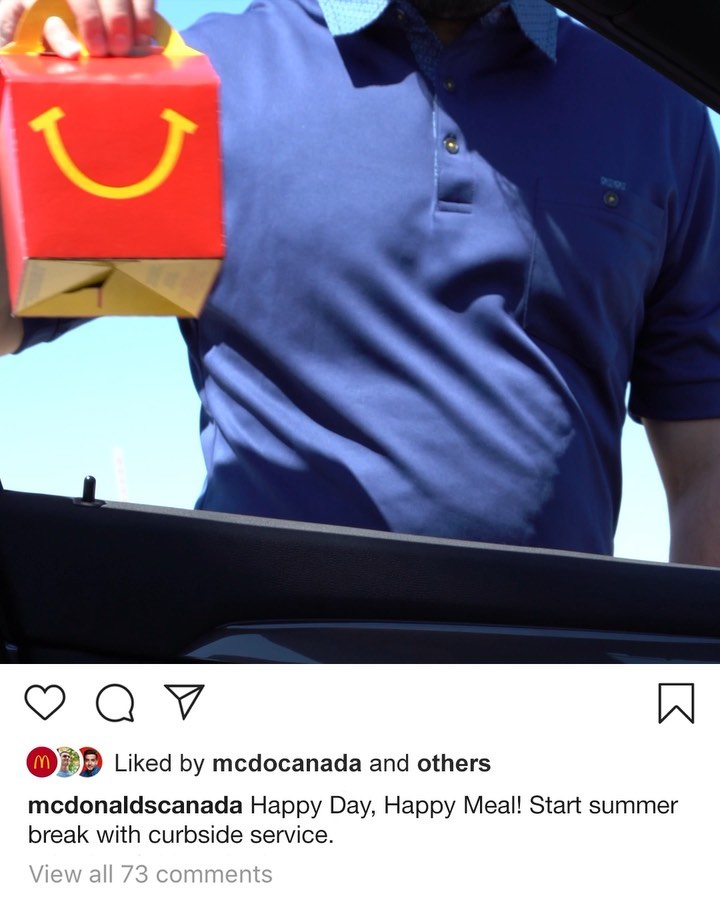 Liked by mcdocanada and others
mcdonaldscanada Happy Day, Happy Meal! Start summer
break with curbside service.
View all 73 comments